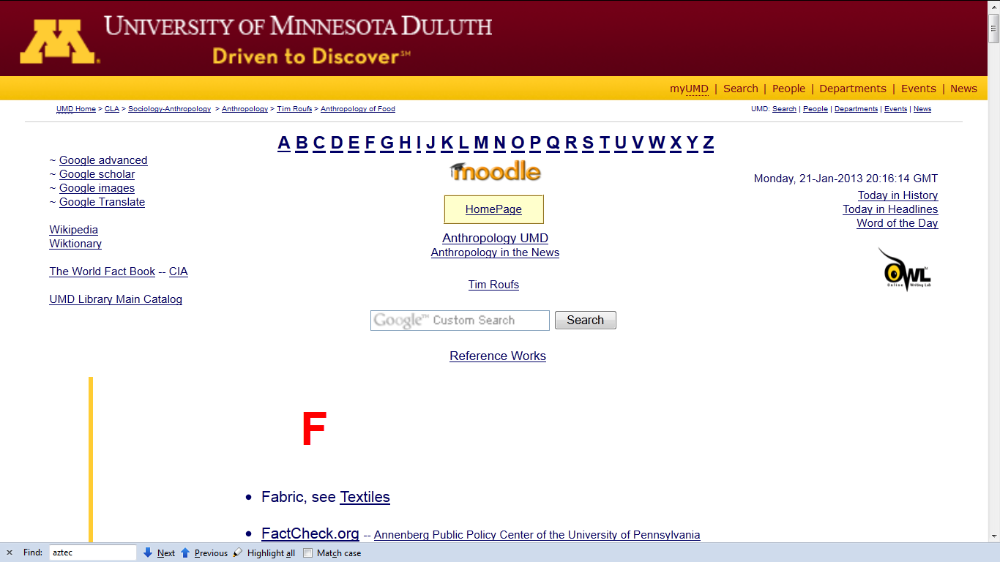 UNIVERSITY OF MINNESOTA DULUTH
Driven to Discover℠
myUMD | Search | People | Departments | Events | News
UMD Home > CLA > Sociology-Anthropology > Anthropology > Tim Roufs > Anthropology of Food
UMD: Search | People | Departments | Events | News
A B C D E F G H I J K L M N O P Q R S T U V W X Y Z
~ Google advanced
~ Google scholar
~ Google images
~ Google Translate
Wikipedia
Wiktionary
The World Fact Book -- CIA
UMD Library Main Catalog
moodle
HomePage
Anthropology UMD
Anthropology in the News
Tim Roufs
Google™ Custom Search
Search
Reference Works
Monday, 21-Jan-2013 20:16:14 GMT
Today in History
Today in Headlines
Word of the Day
OWL
Online Writing Lab
F
• Fabric, see Textiles
• FactCheck.org -- Annenberg Public Policy Center of the University of Pennsylvania
Find: aztec Next Previous Highlight all Match case